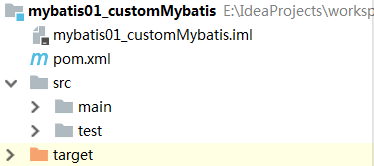 mybatis01_customMybatis E:\IdeaProjects\worksp
mybatis01_customMybatis.iml
pom.xml
src
main
test
target